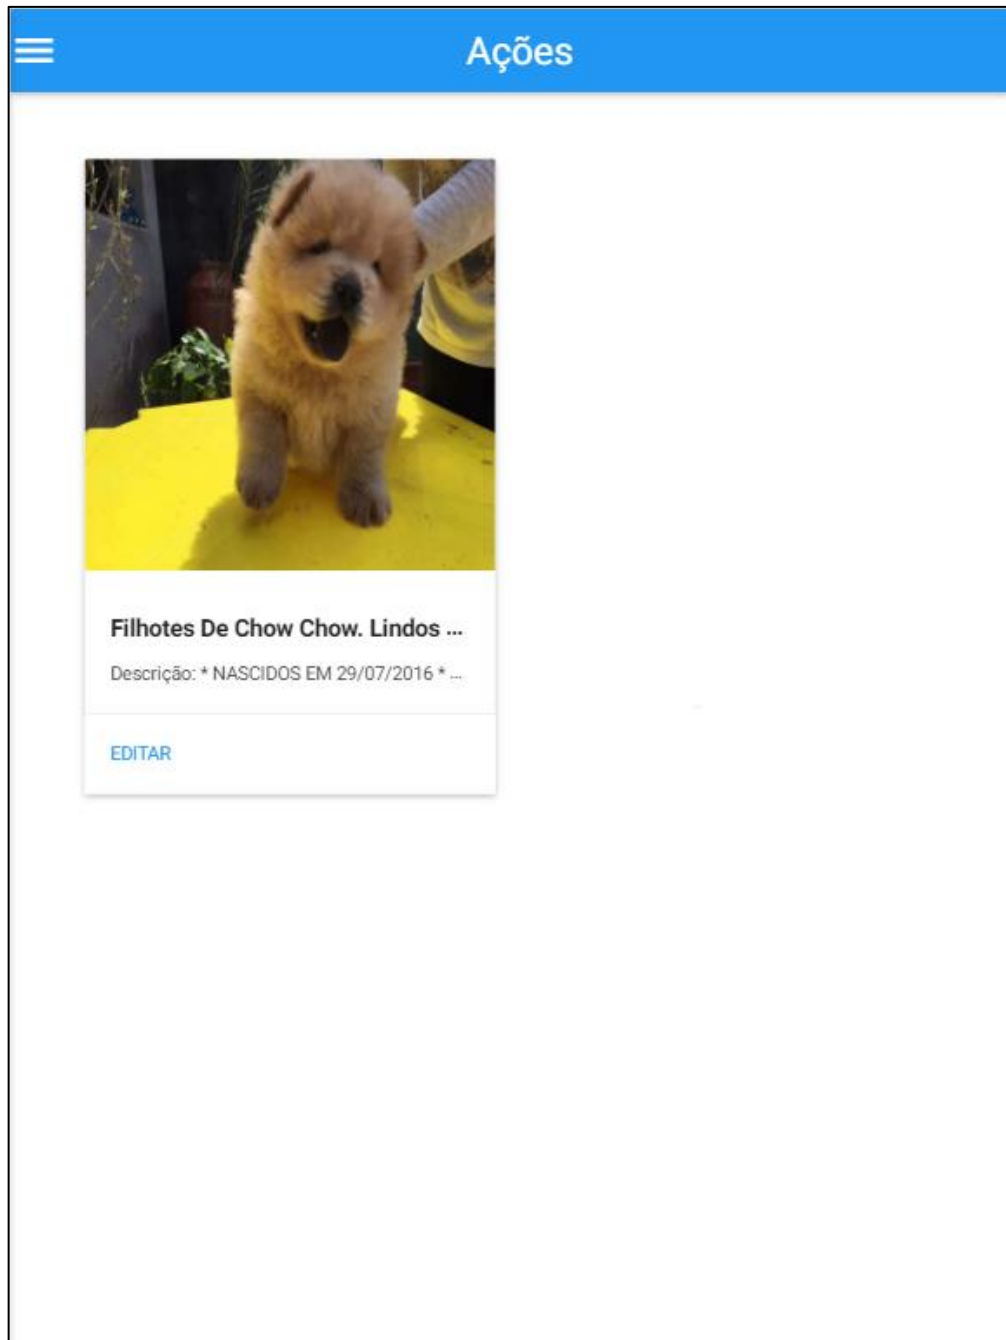 Ações
Filhotes De Chow Chow. Lindos ...
Descrição: * NASCIDOS EM 29/07/2016 * ...
EDITAR